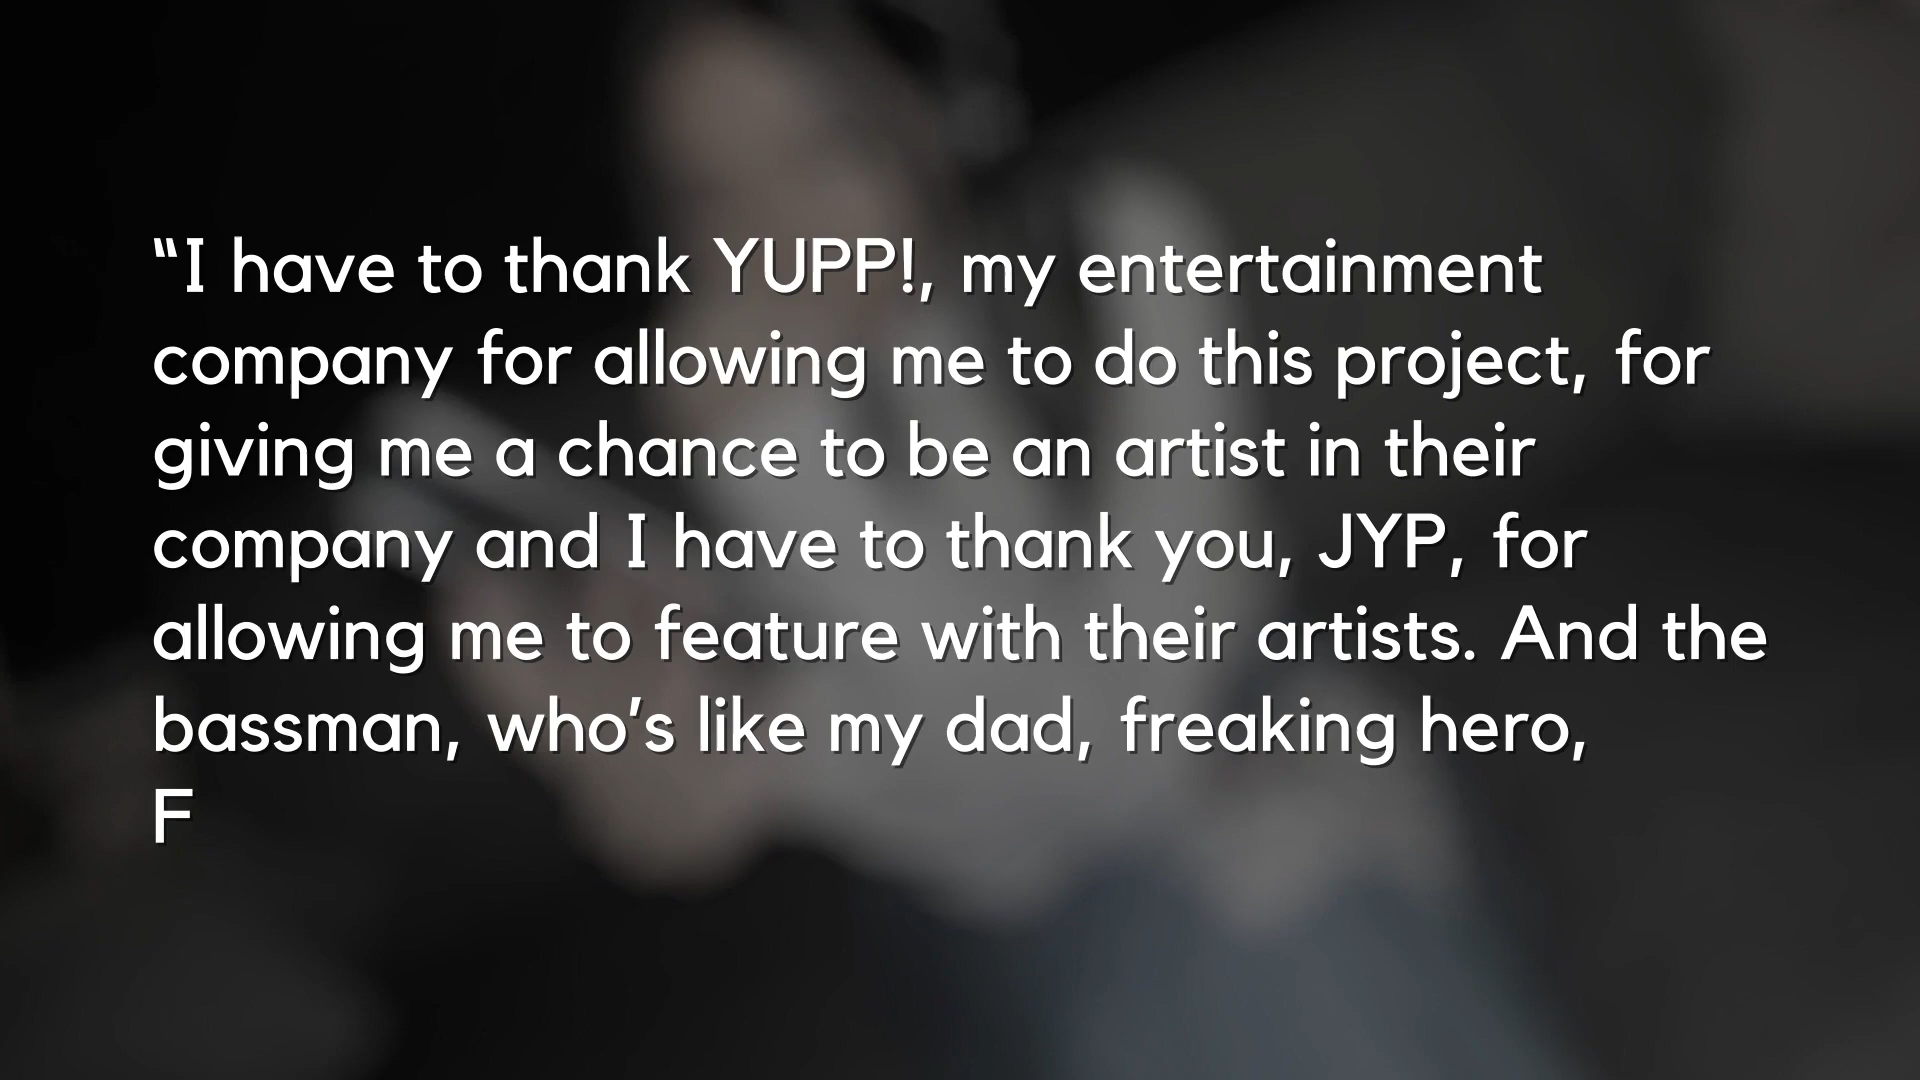 “I have to thank YUPP!, my entertainment
company for allowing me to do this project, for
giving me a chance to be an artist in their
company and I have to thank you, JYP, for
allowing me to feature with their artists. And the
bassman, who’s like my dad, freaking hero,
F